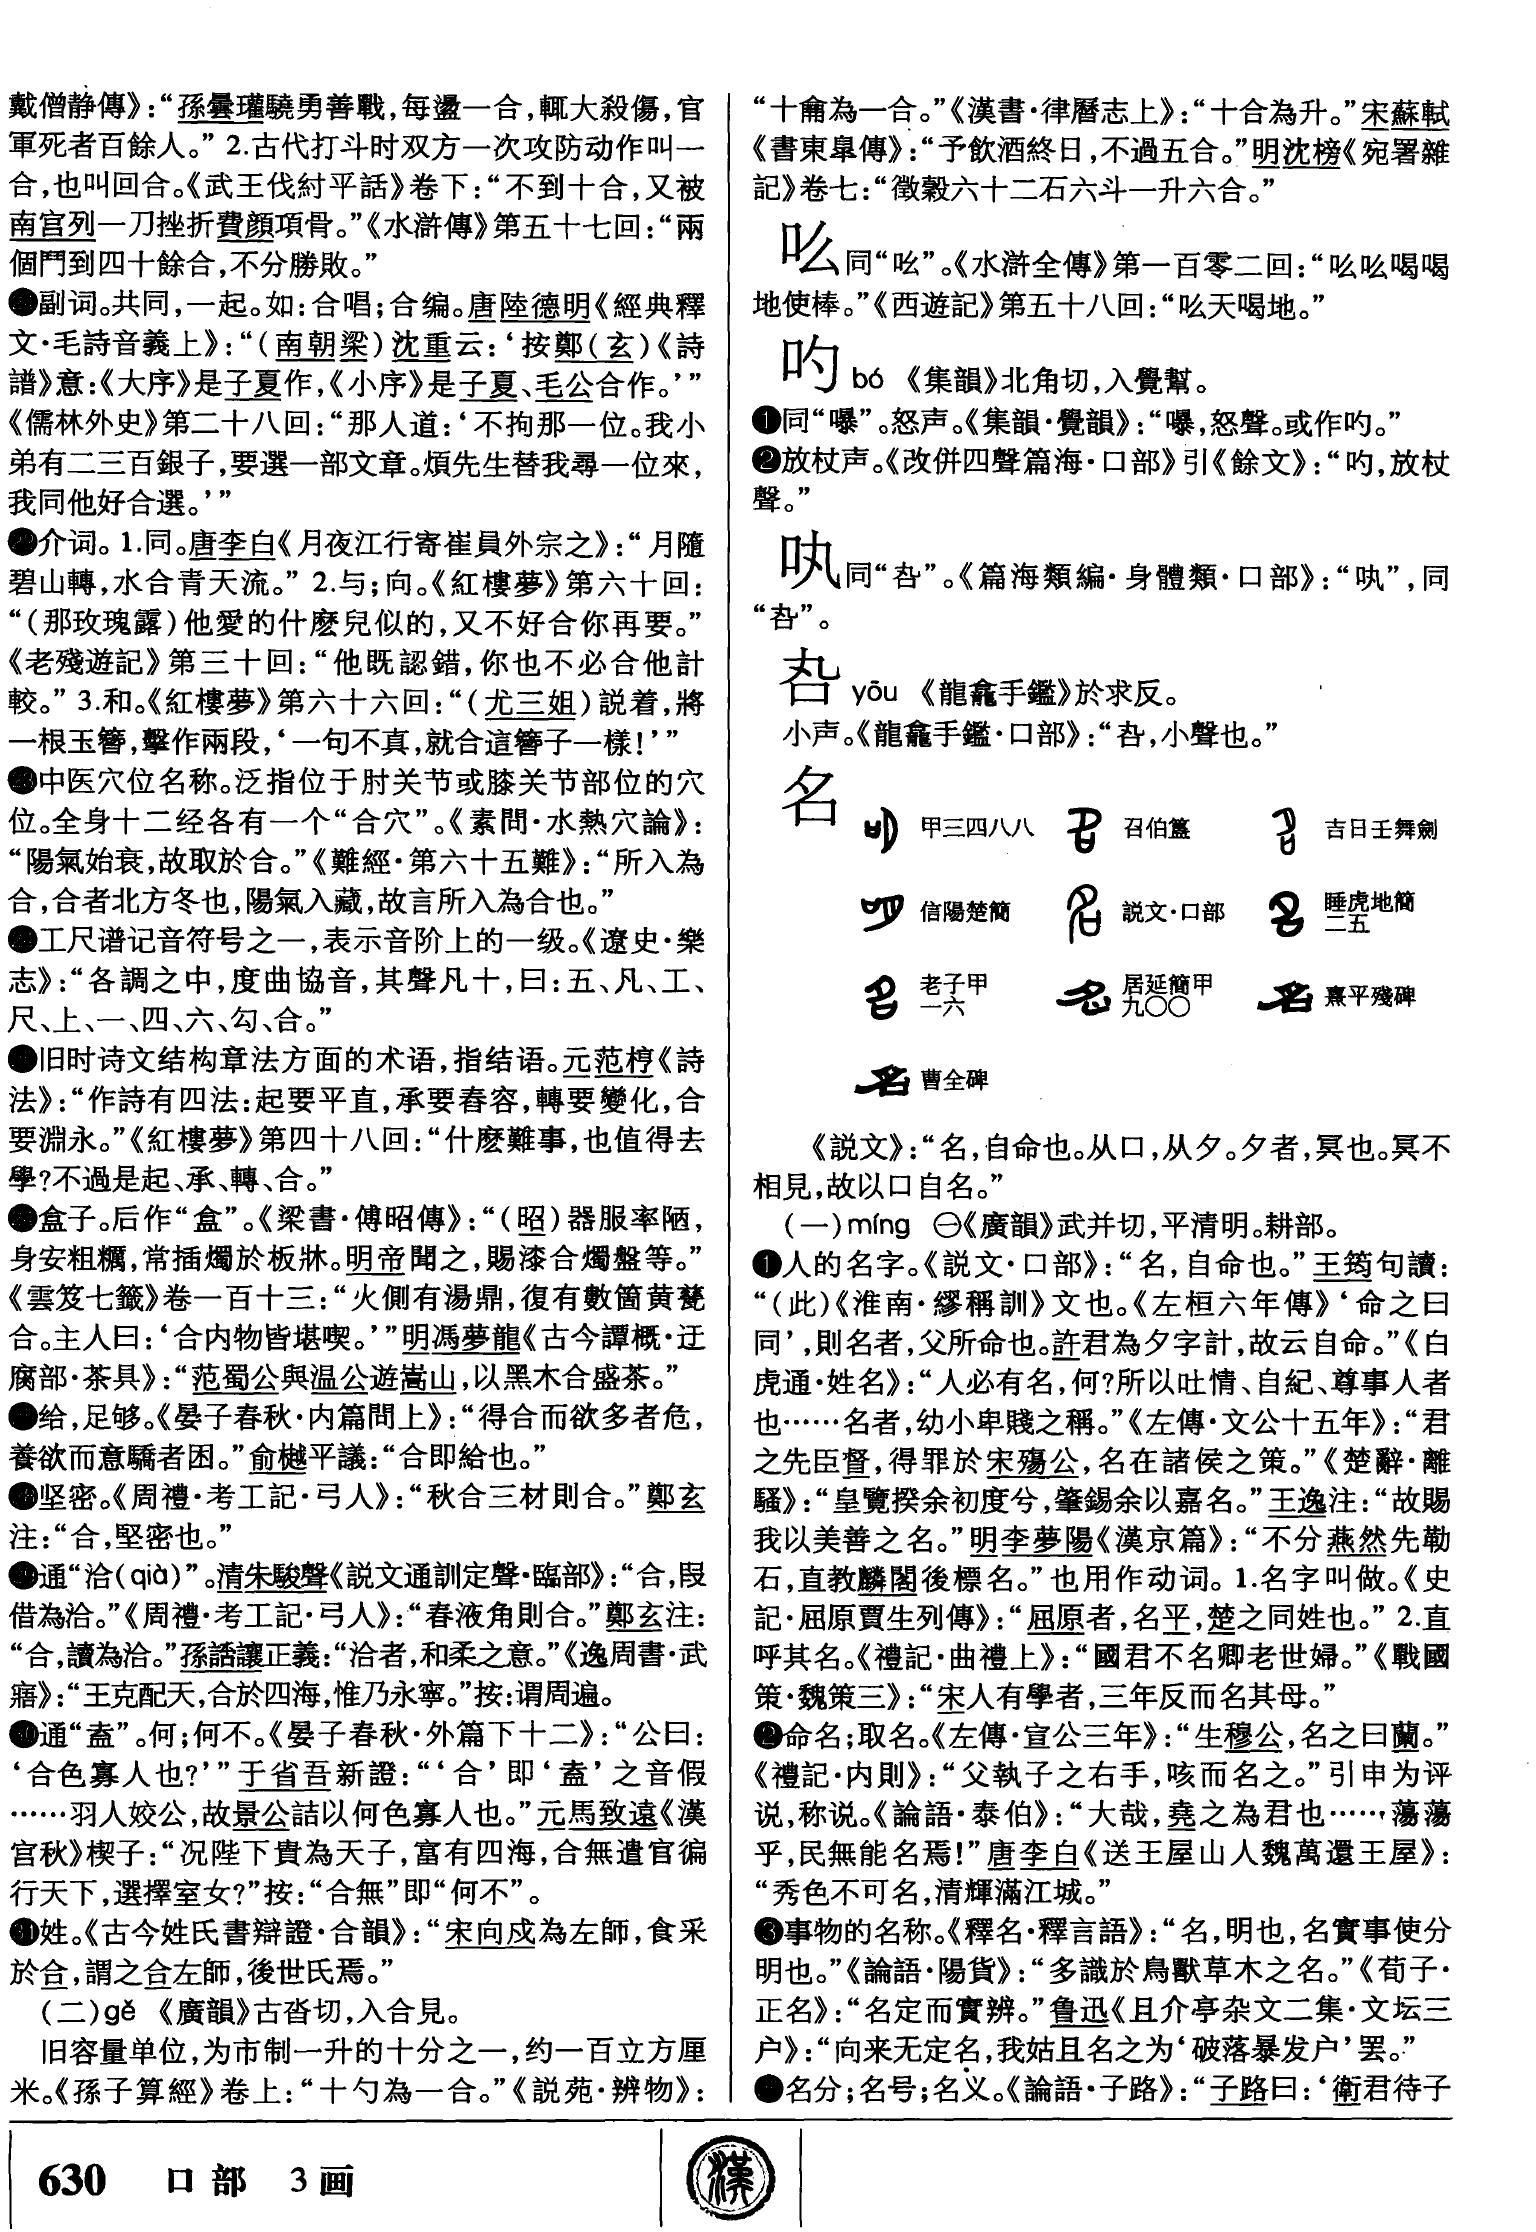 戴僧静傳》：“孫曇瓘驍勇善戰，每盪一合，輒大殺傷，官
軍死者百餘人。” 2.古代打斗时双方一次攻防动作叫一
合，也叫回合。《武王伐紂平話》卷下：“不到十合，又被
南宫列一刀挫折費顔項骨。”《水滸傳》第五十七回：“兩
個鬥到四十餘合，不分勝敗。”
副词。共同，一起。如：合唱；合编。唐陸德明《經典釋
文·毛詩音義上》：“（南朝梁）沈重云：‘按鄭（玄）《詩
譜》意：《大序》是子夏作，《小序》是子夏、毛公合作。’”
《儒林外史》第二十八回：“那人道：‘不拘那一位。我小
弟有二三百銀子，要選一部文章。煩先生替我尋一位來，
我同他好合選。’”
介词。 1.同。唐李白《月夜江行寄崔員外宗之》：“月隨
碧山轉，水合青天流。” 2.与；向。《紅樓夢》第六十回：
“（那玫瑰露）他愛的什麽兒似的，又不好合你再要。”
《老殘遊記》第三十回：“他既認錯，你也不必合他計
較。” 3.和。《紅樓夢》第六十六回：“（尤三姐）説着，將
一根玉簪，擊作兩段，‘一句不真，就合這簪子一樣！’”
中医穴位名称。泛指位于肘关节或膝关节部位的穴
位。全身十二经各有一个“合穴”。《素問·水熱穴論》：
“陽氣始衰，故取於合。”《難經·第六十五難》：“所入為
合，合者北方冬也，陽氣入藏，故言所入為合也。”
工尺谱记音符号之一，表示音阶上的一级。《遼史·樂
志》：“各調之中，度曲協音，其聲凡十，曰：五、凡、工、
尺、上、一、四、六、勾、合。”
旧时诗文结构章法方面的术语，指结语。元范梈《詩
法》：“作詩有四法：起要平直，承要舂容，轉要變化，合
要淵永。”《紅樓夢》第四十八回：“什麽難事，也值得去
學？不過是起、承、轉、合。”
盒子。后作“盒”。《梁書·傅昭傳》：“（昭）器服率陋，
身安粗糲，常插燭於板牀。明帝聞之，賜漆合燭盤等。”
《雲笈七籤》卷一百十三：“火側有湯鼎，復有數箇黄甆
合。主人曰：‘合内物皆堪喫。’”明馮夢龍《古今譚概·迂
腐部·茶具》：“范蜀公與温公遊嵩山，以黑木合盛茶。”
给，足够。《晏子春秋·内篇問上》：“得合而欲多者危，
養欲而意驕者困。”俞樾平議：“合即給也。”
坚密。《周禮·考工記·弓人》：“秋合三材則合。”鄭玄
注：“合，堅密也。”
通“洽(qià)”。清朱駿聲《説文通訓定聲·臨部》：“合，叚
借為洽。”《周禮·考工記·弓人》：“春液角則合。”鄭玄注：
“合，讀為洽。”孫詒讓正義：“洽者，和柔之意。”《逸周書·武
寤》：“王克配天，合於四海，惟乃永寧。”按：谓周遍。
通“盍”。何；何不。《晏子春秋·外篇下十二》：“公曰：
‘合色寡人也？’”于省吾新證：“‘合’即‘盍’之音假
……羽人姣公，故景公詰以何色寡人也。”元馬致遠《漢
宫秋》楔子：“况陛下貴為天子，富有四海，合無遣官徧
行天下，選擇室女？”按：“合無”即“何不”。
姓。《古今姓氏書辯證·合韻》：“宋向戍為左師，食采
於合，謂之合左師，後世氏焉。”
（二）gě 《廣韻》古沓切，入合見。
旧容量单位，为市制一升的十分之一，约一百立方厘
米。《孫子算經》卷上：“十勺為一合。”《説苑·辨物》：
“十龠為一合。”《漢書·律曆志上》：“十合為升。”宋蘇軾
《書東皋傳》：“予飲酒終日，不過五合。”明沈榜《宛署雜
記》卷七：“徵穀六十二石六斗一升六合。”
吆同“吆”。《水滸全傳》第一百零二回：“吆吆喝喝
地使棒。”《西遊記》第五十八回：“吆天喝地。”
吖 bó 《集韻》北角切，入覺幫。
❶同“嚗”。怒声。《集韻·覺韻》：“嚗，怒聲。或作㕮。”
❷放杖声。《改併四聲篇海·口部》引《餘文》：“，放杖
聲。”
同“”。《篇海類編·身體類·口部》：“”，同
“”。
yōu 《龍龕手鑑》於求反。
小声。《龍龕手鑑·口部》：“，小聲也。”
名
甲三四八八 召伯簋 吉日壬舞劍
信陽楚簡 説文·口部 睡虎地簡二五
老子甲一六 居延簡甲九〇〇 熹平殘碑
曹全碑
《説文》：“名，自命也。从口，从夕。夕者，冥也。冥不
相見，故以口自名。”
（一）míng ㊀《廣韻》武并切，平清明。耕部。
❶人的名字。《説文·口部》：“名，自命也。”王筠句讀：
“（此）《淮南·繆稱訓》文也。《左桓六年傳》‘命之曰
同’，則名者，父所命也。許君為夕字計，故云自命。”《白
虎通·姓名》：“人必有名，何？所以吐情、自紀、尊事人者
也……名者，幼小卑賤之稱。”《左傳·文公十五年》：“君
之先臣督，得罪於宋殤公，名在諸侯之策。”《楚辭·離
騷》：“皇覽揆余初度兮，肇錫余以嘉名。”王逸注：“故賜
我以美善之名。”明李夢陽《漢京篇》：“不分燕然先勒
石，直教麟閣後標名。”也用作动词。 1.名字叫做。《史
記·屈原賈生列傳》：“屈原者，名平，楚之同姓也。” 2.直
呼其名。《禮記·曲禮上》：“國君不名卿老世婦。”《戰國
策·魏策三》：“宋人有學者，三年反而名其母。”
❷命名；取名。《左傳·宣公三年》：“生穆公，名之曰蘭。”
《禮記·内則》：“父執子之右手，咳而名之。”引申为评
说，称说。《論語·泰伯》：“大哉，堯之為君也……蕩蕩
乎，民無能名焉！”唐李白《送王屋山人魏萬還王屋》：
“秀色不可名，清輝滿江城。”
❸事物的名称。《釋名·釋言語》：“名，明也，名實事使分
明也。”《論語·陽貨》：“多識於鳥獸草木之名。”《荀子·
正名》：“名定而實辨。”鲁迅《且介亭杂文二集·文坛三
户》：“向来无定名，我姑且名之为‘破落暴发户’罢。”
名分；名号；名义。《論語·子路》：“子路曰：‘衛君待子
630 口部 3画
漢